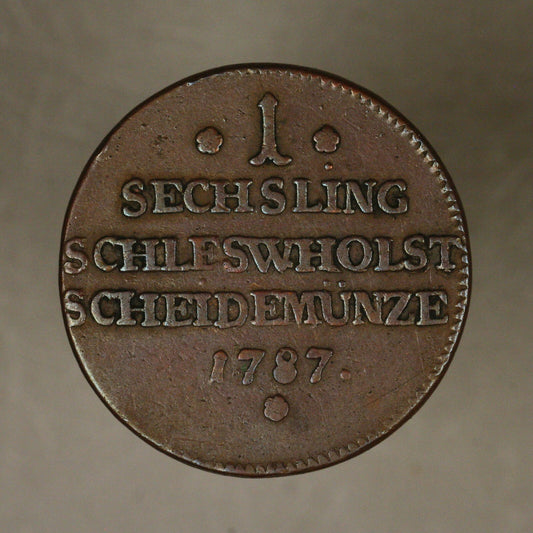 1
SECHSLING
SCHLESWHOLST
SCHEIDEMÜNZE
1787.